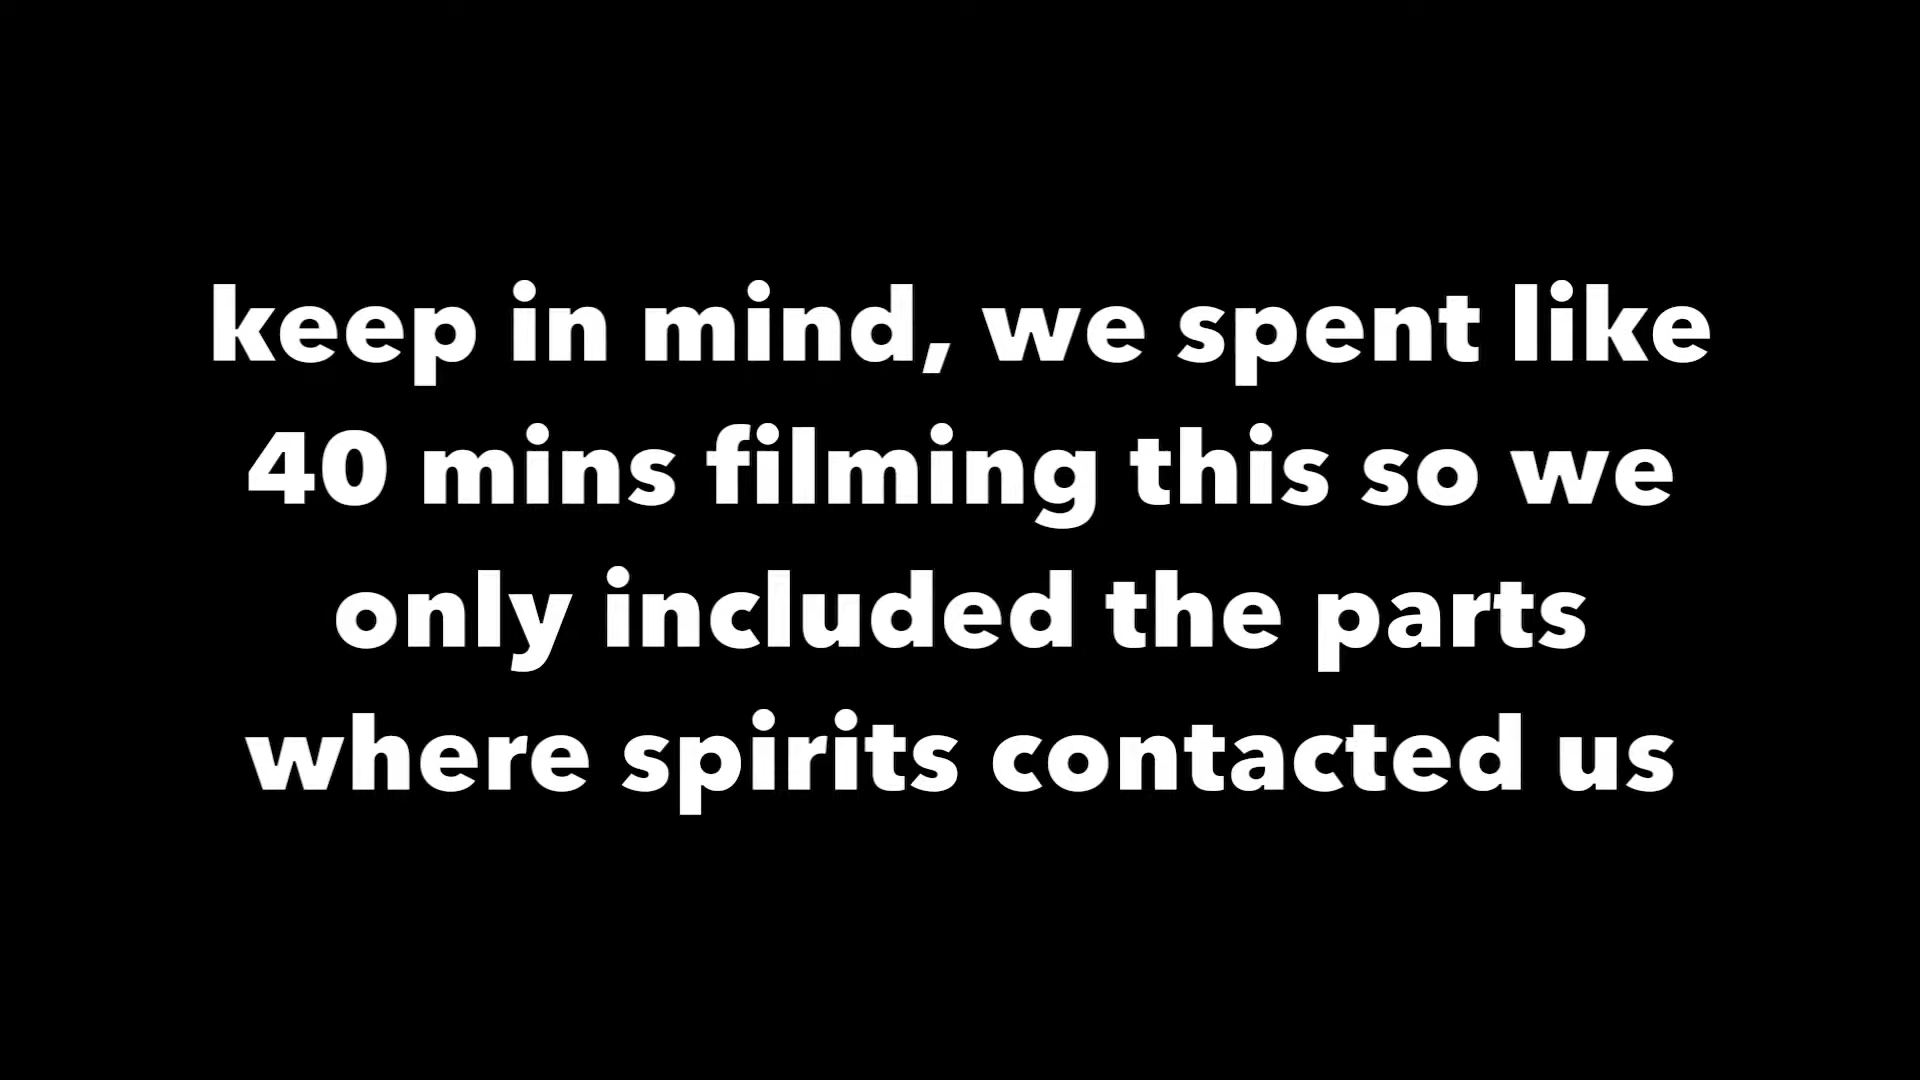 keep in mind, we spent like
40 mins filming this so we
only included the parts
where spirits contacted us